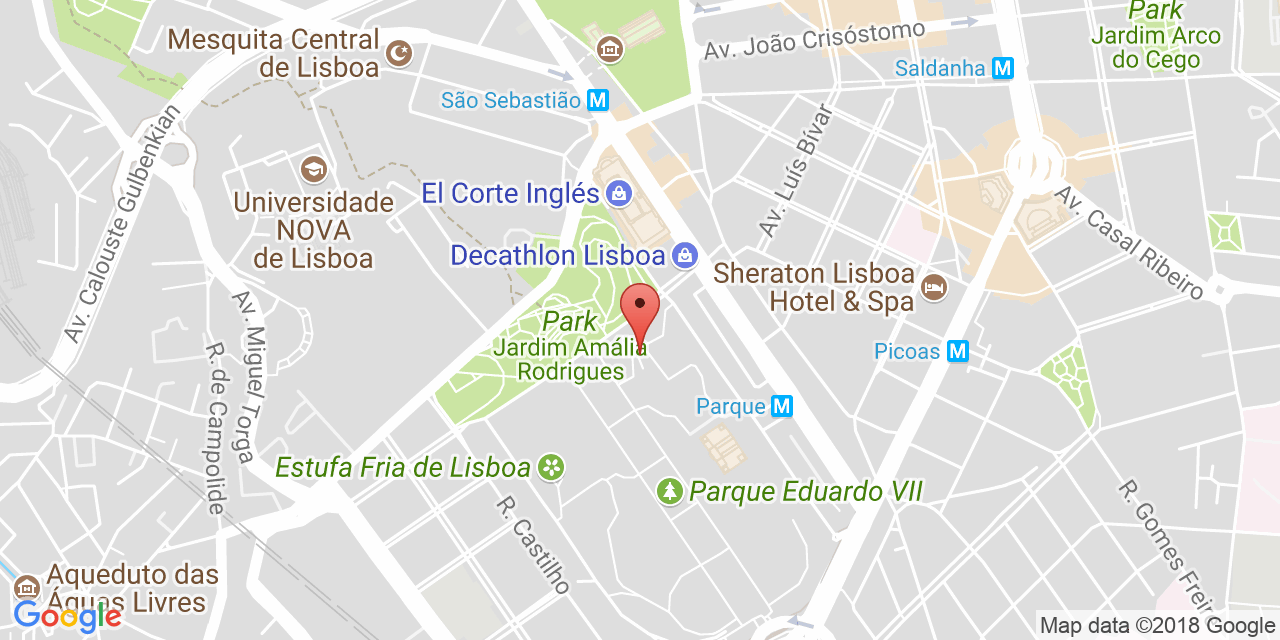 Park
Jardim Arco
do Cego
Av. João Crisóstomo
Mesquita Central
de Lisboa
Saldanha M
São Sebastião M
Av. Calouste Gulbenkian
Av. Luís Bívar
Universidade
NOVA
de Lisboa
El Corte Inglés
Av. Casal Ribeiro
Decathlon Lisboa
Sheraton Lisboa
Hotel & Spa
Av. Miguel Torga
R. de Campolide
Park
Jardim Amália
Rodrigues
Picoas M
Parque M
Estufa Fria de Lisboa
Parque Eduardo VII
R. Castilho
R. Gomes Freire
Aqueduto das
Águas Livres
Google
Map data ©2018 Google